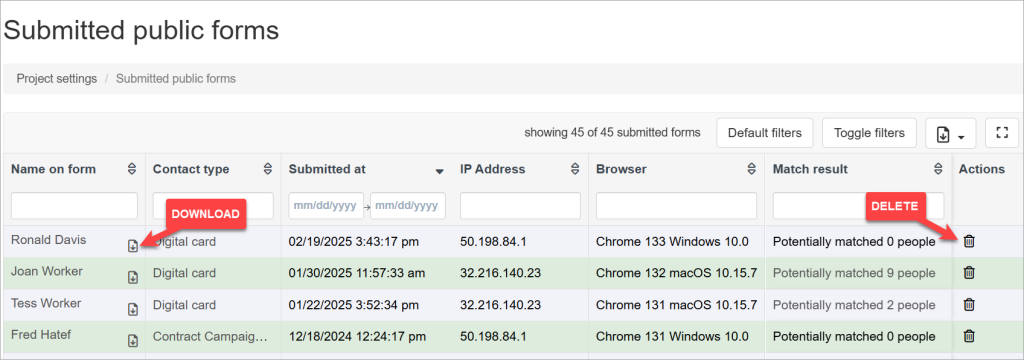 Submitted public forms
Project settings / Submitted public forms
showing 45 of 45 submitted forms Default filters Toggle filters
Name on form Contact type Submitted at IP Address Browser Match result Actions
mm/dd/yyyy mm/dd/yyyy
DOWNLOAD DELETE
Ronald Davis Digital card 02/19/2025 3:43:17 pm 50.198.84.1 Chrome 133 Windows 10.0 Potentially matched 0 people
Joan Worker Digital card 01/30/2025 11:57:33 am 32.216.140.23 Chrome 132 macOS 10.15.7 Potentially matched 9 people
Tess Worker Digital card 01/22/2025 3:52:34 pm 32.216.140.23 Chrome 131 macOS 10.15.7 Potentially matched 2 people
Fred Hatef Contract Campaig... 12/18/2024 12:24:17 pm 50.198.84.1 Chrome 131 Windows 10.0 Potentially matched 0 people